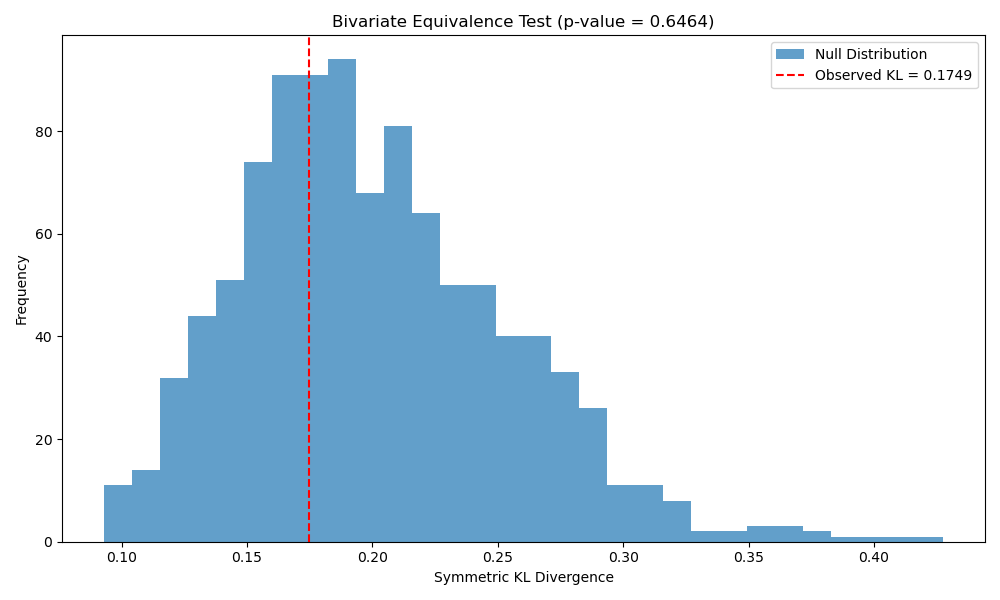 Bivariate Equivalence Test (p-value = 0.6464)
Null Distribution
Observed KL = 0.1749
Frequency
80
60
40
20
0
0.10 0.15 0.20 0.25 0.30 0.35 0.40
Symmetric KL Divergence